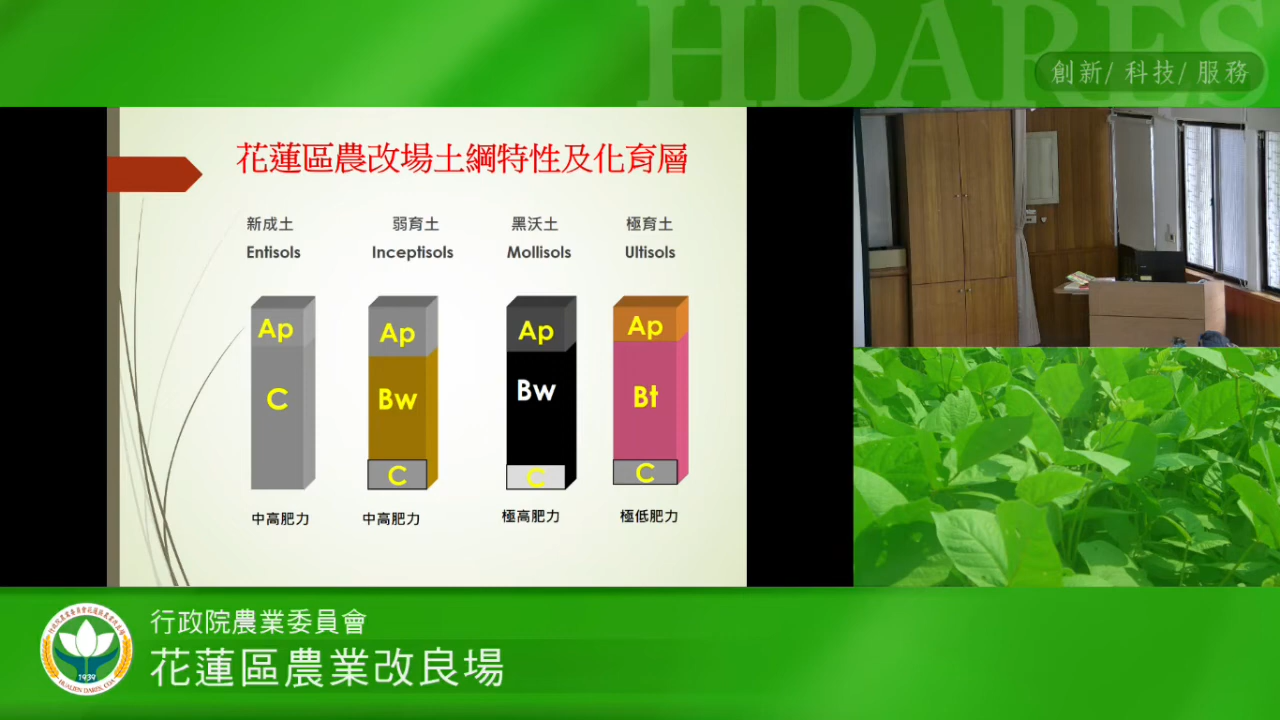 HDARES
創新/ 科技/ 服務
花蓮區農改場土綱特性及化育層
新成土 弱育土 黑沃土 極育土
Entisols Inceptisols Mollisols Ultisols
Ap Ap Ap Ap
C Bw Bw Bt
C C C
中高肥力 中高肥力 極高肥力 極低肥力
行政院農業委員會
花蓮區農業改良場
1939
HUALIEN DARES, COA